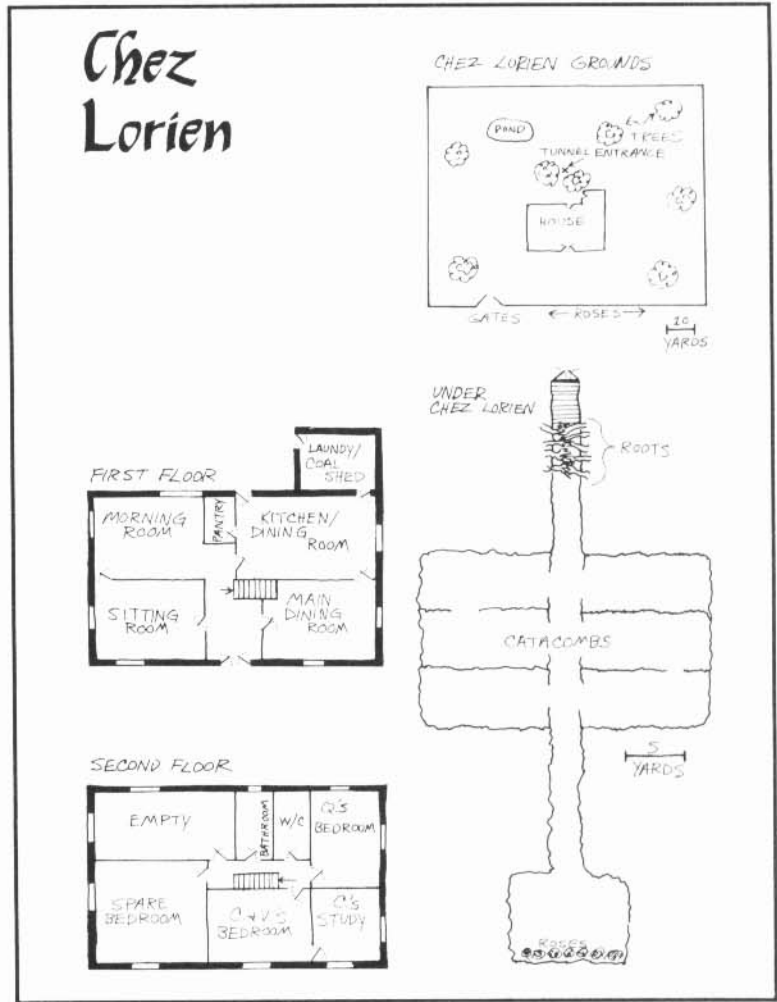 Chez
Lorien
CHEZ LORIEN GROUNDS
POND
TREES
TUNNEL ENTRANCE
HOUSE
GATES
ROSES
20
YARDS
UNDER
CHEZ LORIEN
ROOTS
CATACOMBS
5
YARDS
ROSES
FIRST FLOOR
LAUNDY/
COAL
SHED
MORNING
ROOM
PANTRY
KITCHEN/
DINING
ROOM
SITTING
ROOM
MAIN
DINING
ROOM
SECOND FLOOR
EMPTY
BATHROOM
W/C
Q'S
BEDROOM
SPARE
BEDROOM
C & V'S
BEDROOM
C'S
STUDY